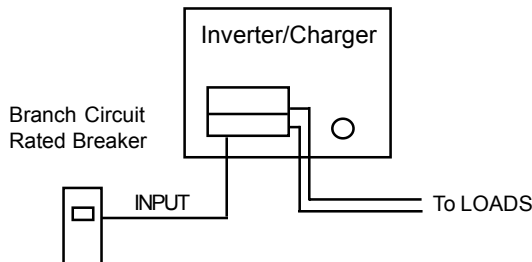 Inverter/Charger
Branch Circuit
Rated Breaker
INPUT
To LOADS